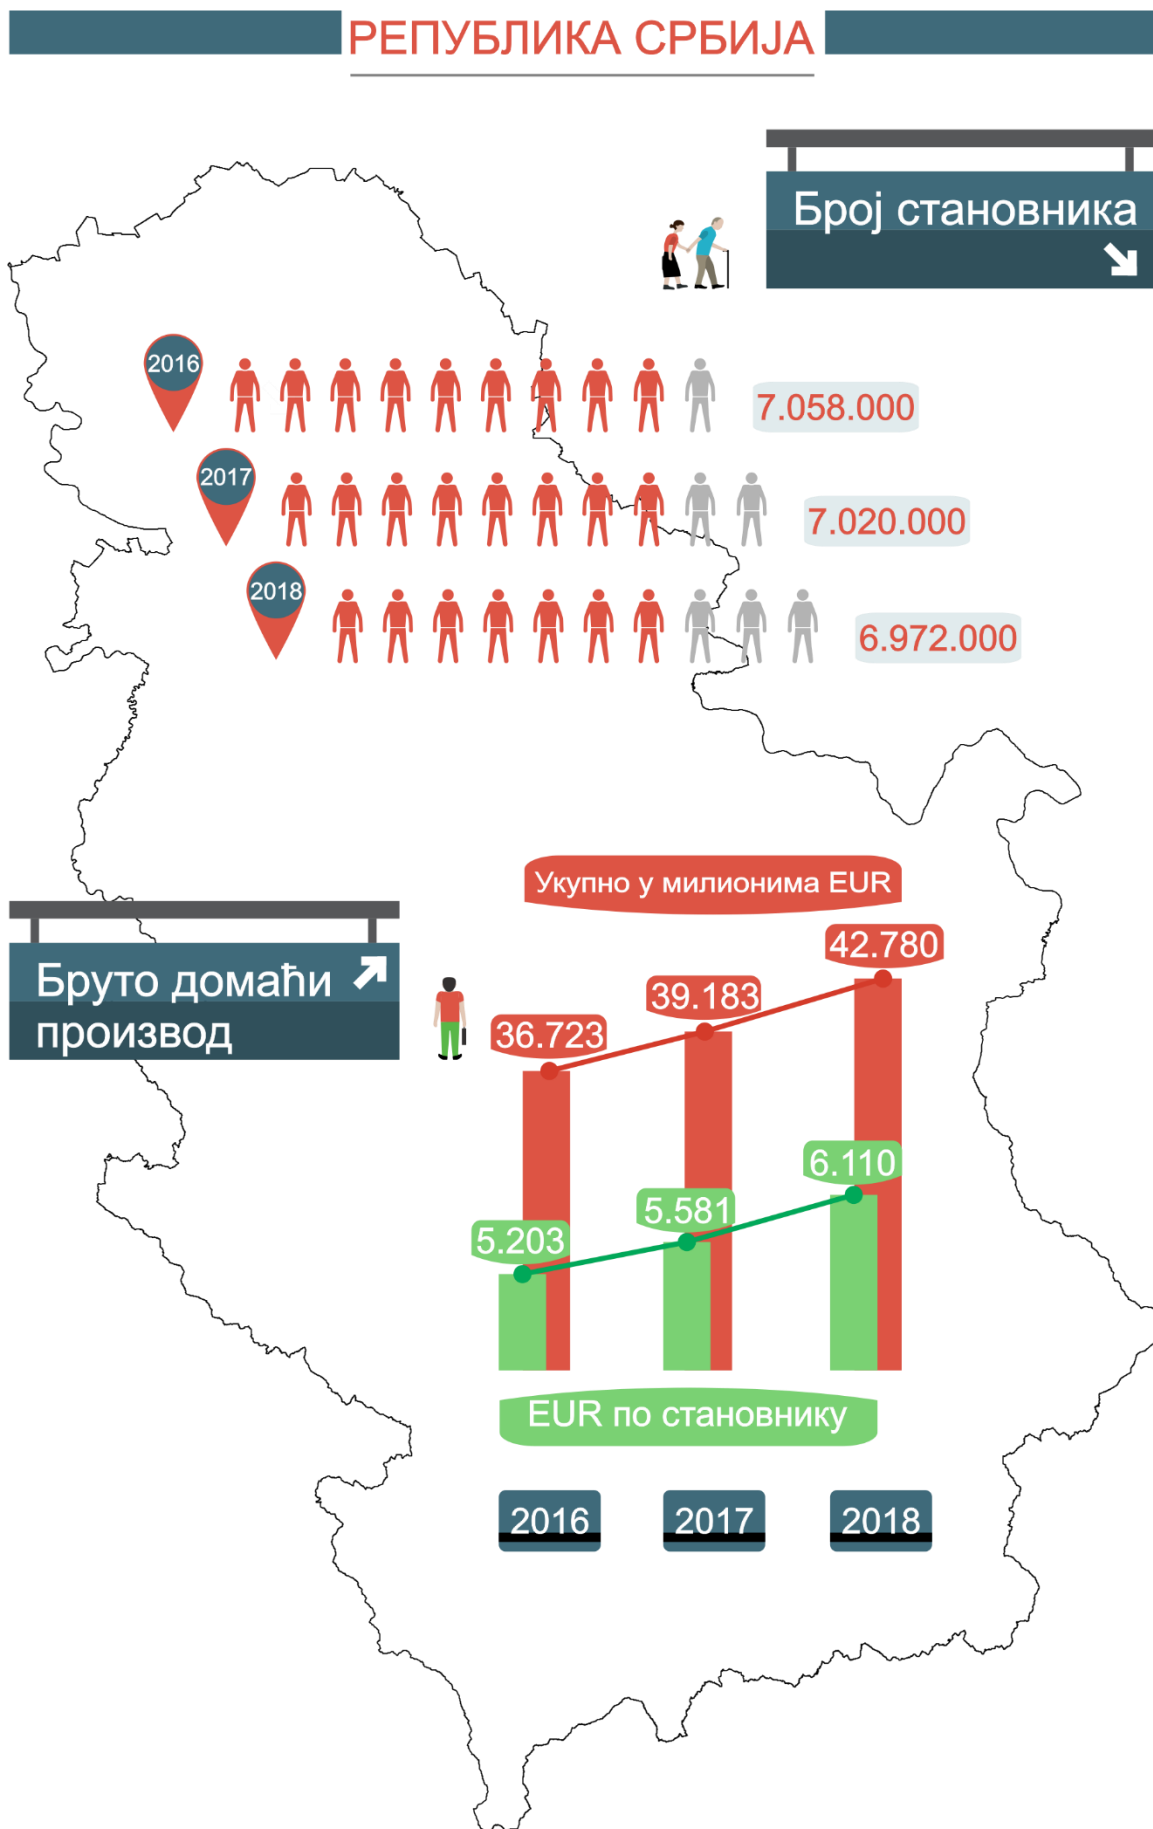 РЕПУБЛИКА СРБИЈА
Број становника
2016
7.058.000
2017
7.020.000
2018
6.972.000
Укупно у милионима EUR
Бруто домаћи
производ
42.780
39.183
36.723
6.110
5.581
5.203
EUR по становнику
2016
2017
2018